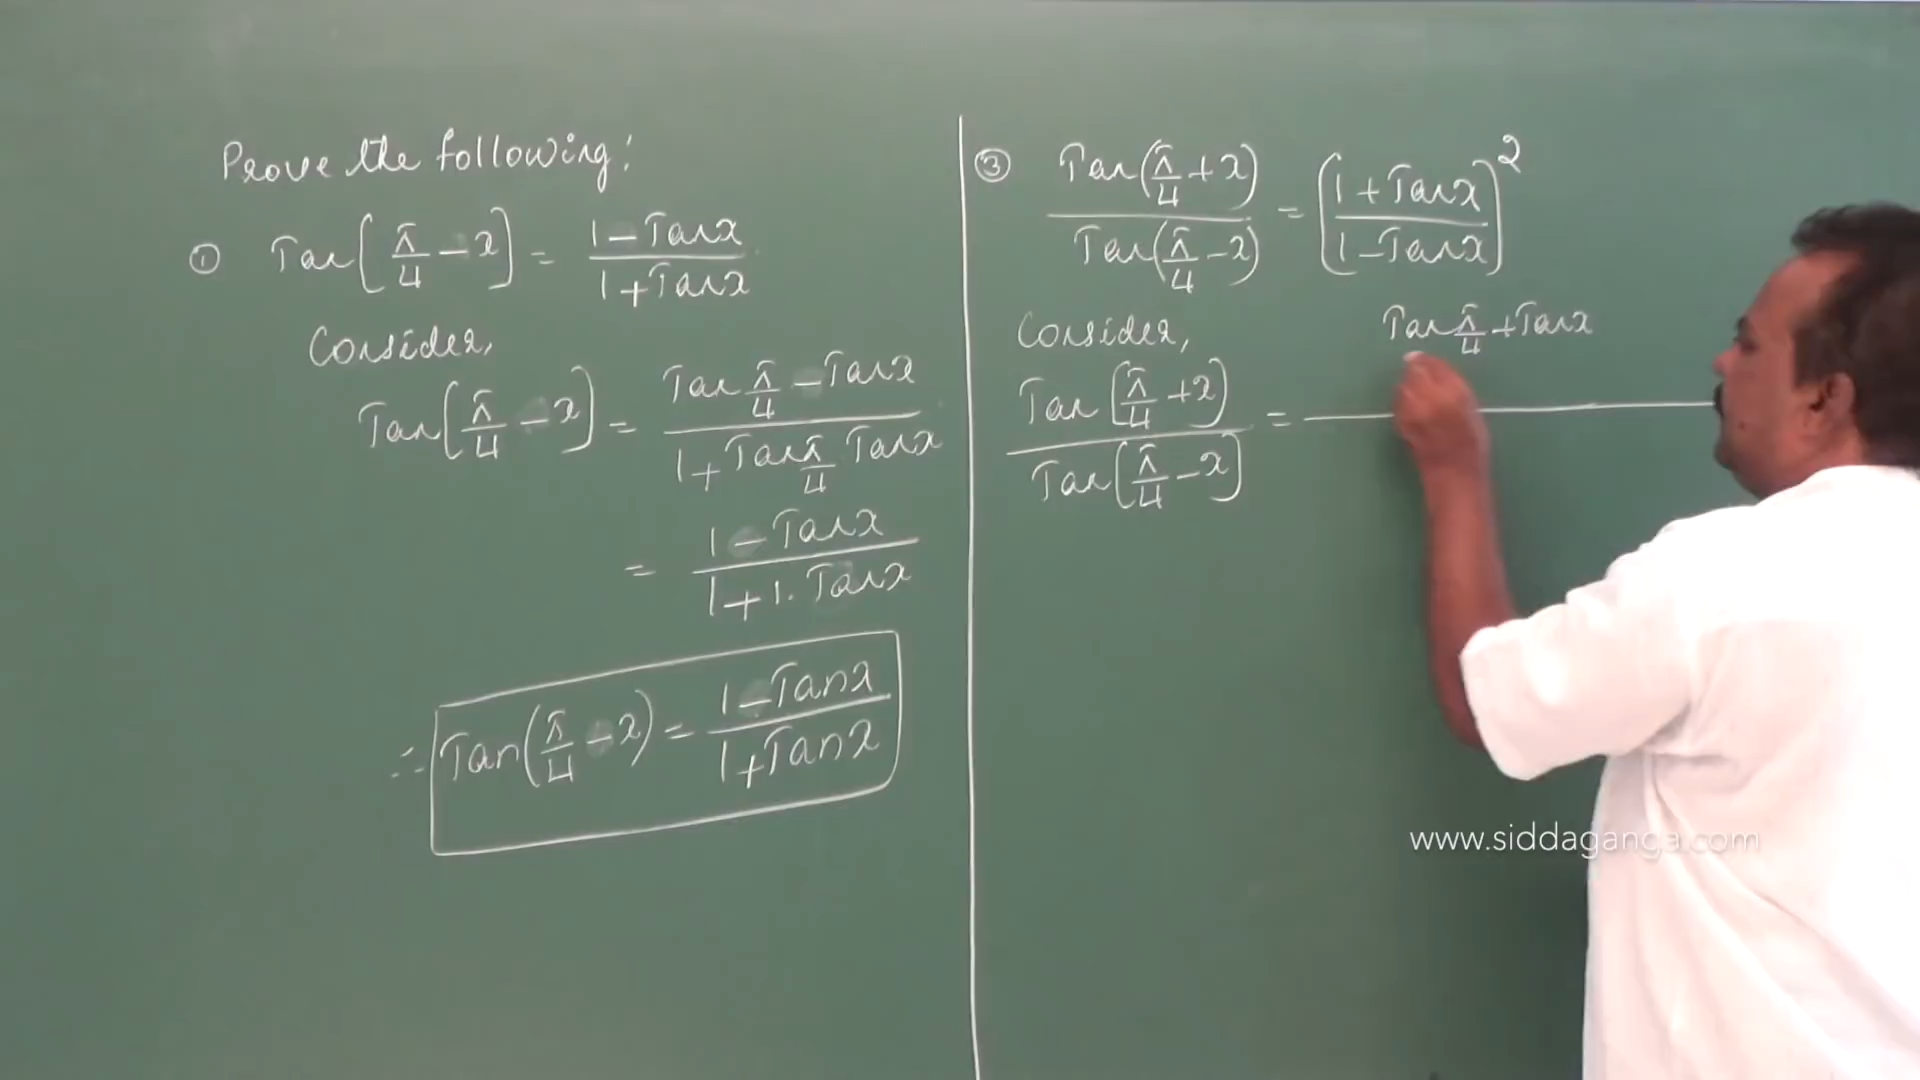 Prove the following:
① Tan[π/4 - x] = (1 - Tanx)/(1 + Tanx)
Consider,
Tan[π/4 - x] = (Tan π/4 - Tanx)/(1 + Tan π/4 Tanx)
= (1 - Tanx)/(1 + 1. Tanx)
∴ Tan(π/4 - x) = (1 - Tanx)/(1 + Tanx)
③ Tan(π/4 + x)/Tan(π/4 - x) = ((1 + Tanx)/(1 - Tanx))²
Consider,
Tan[π/4 + x]/Tan[π/4 - x] = Tan π/4 + Tanx
www.siddaganga.com